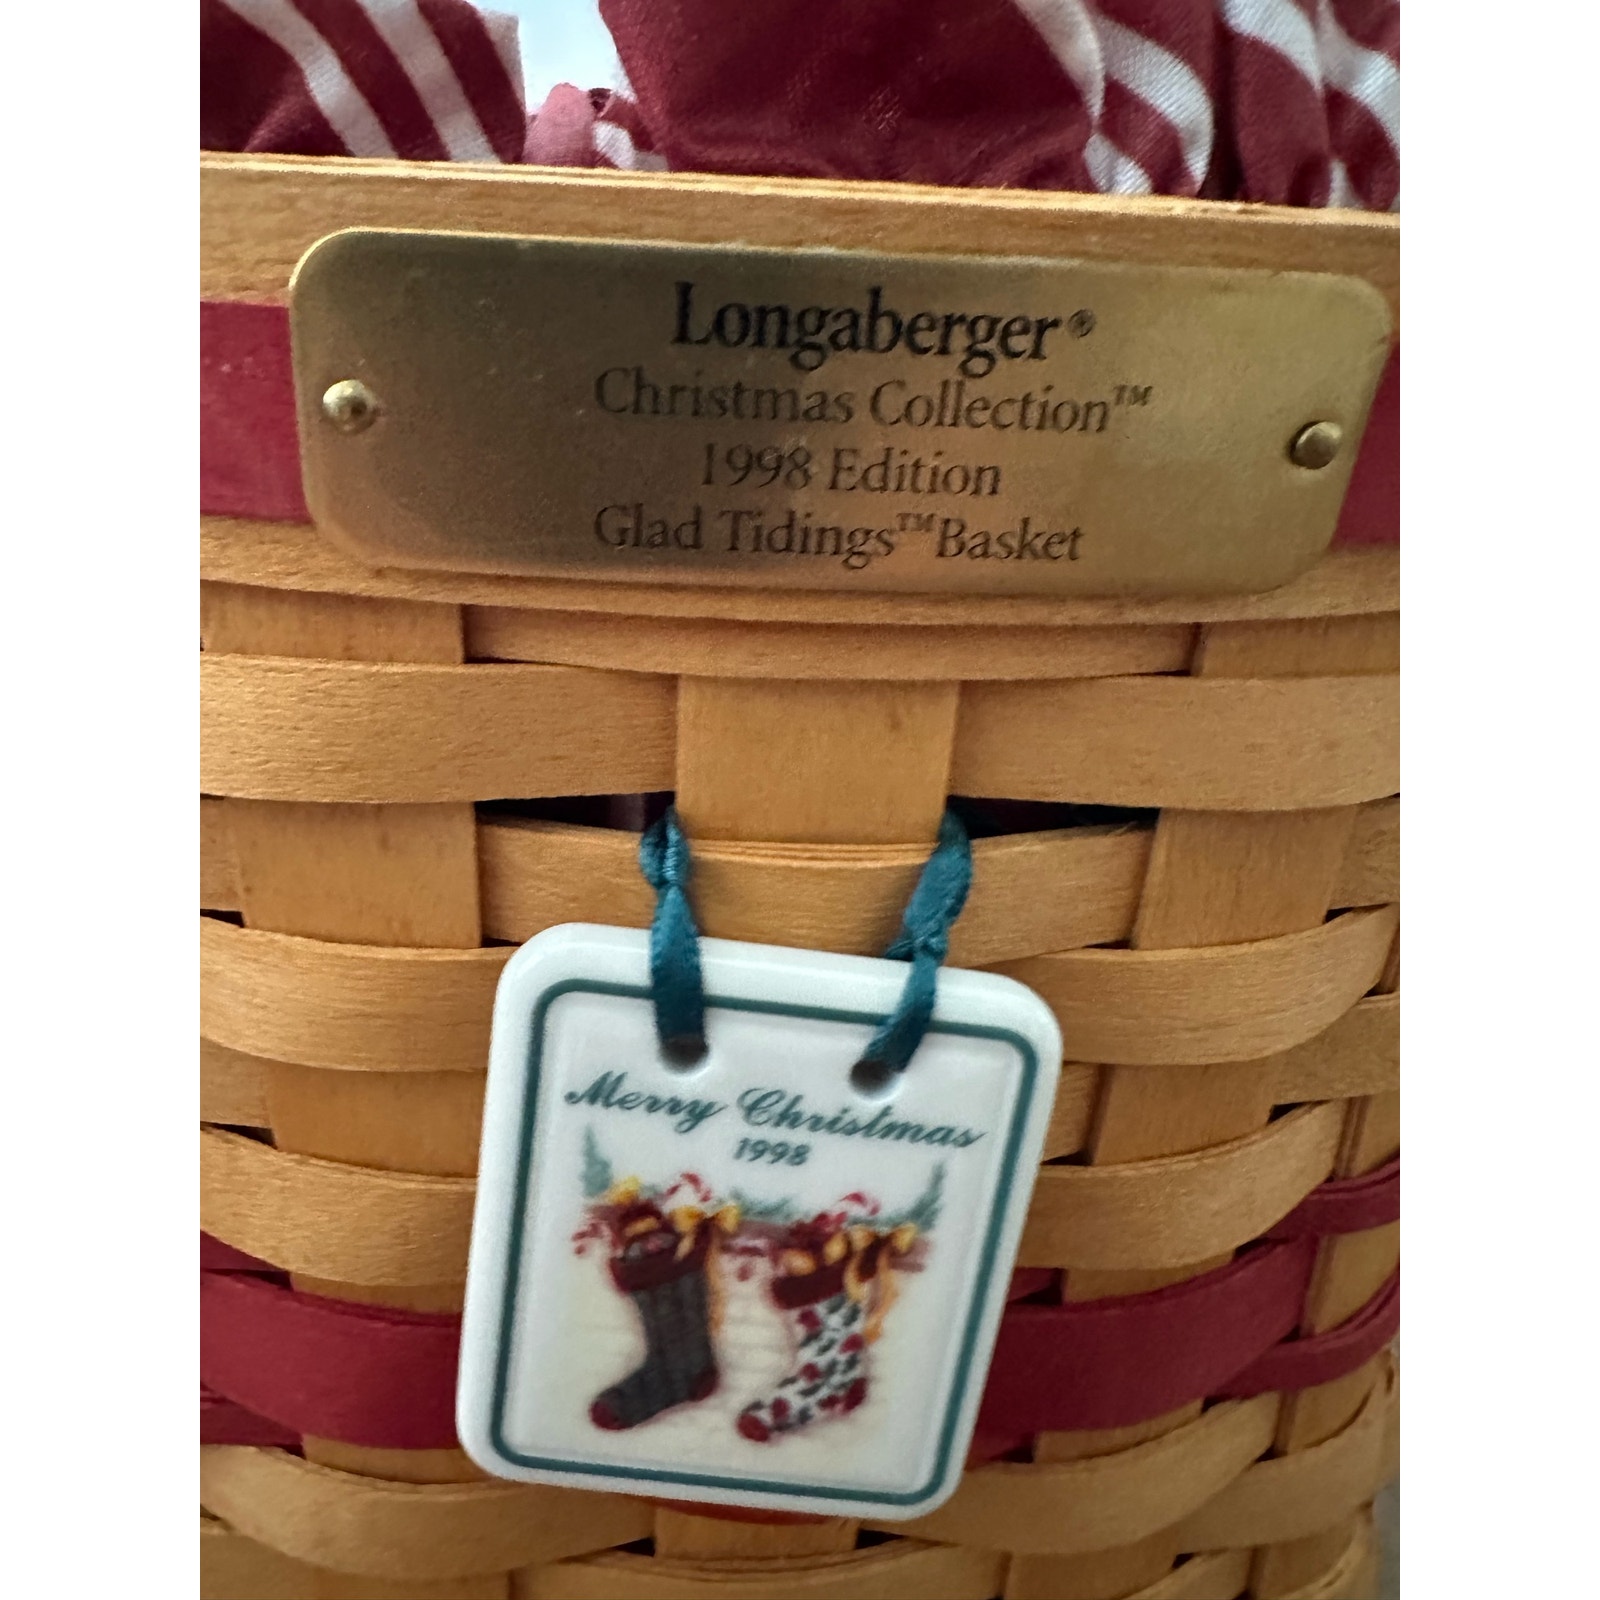 Longaberger®
Christmas Collection™
1998 Edition
Glad Tidings™ Basket
Merry Christmas
1998